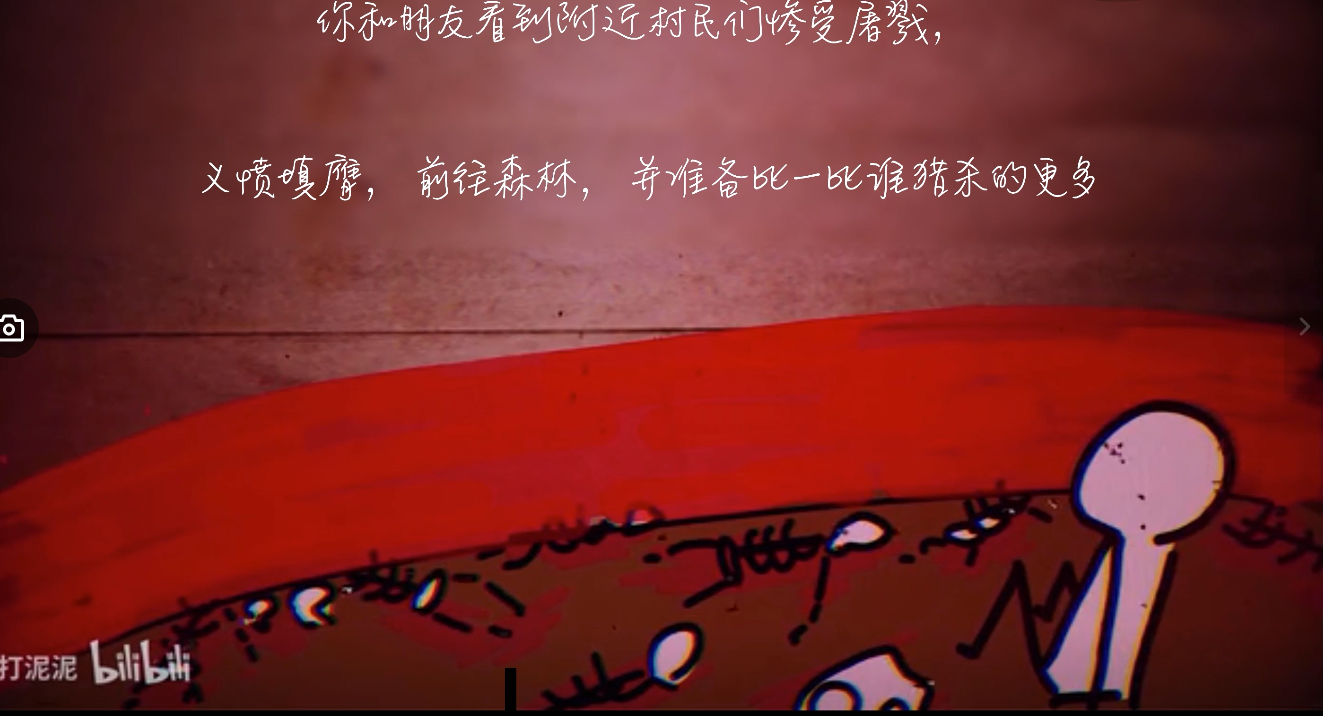 你和朋友看到附近村民们惨受屠戮，
义愤填膺，前往森林，并准备比一比谁猎杀的更多
打泥泥 bilibili